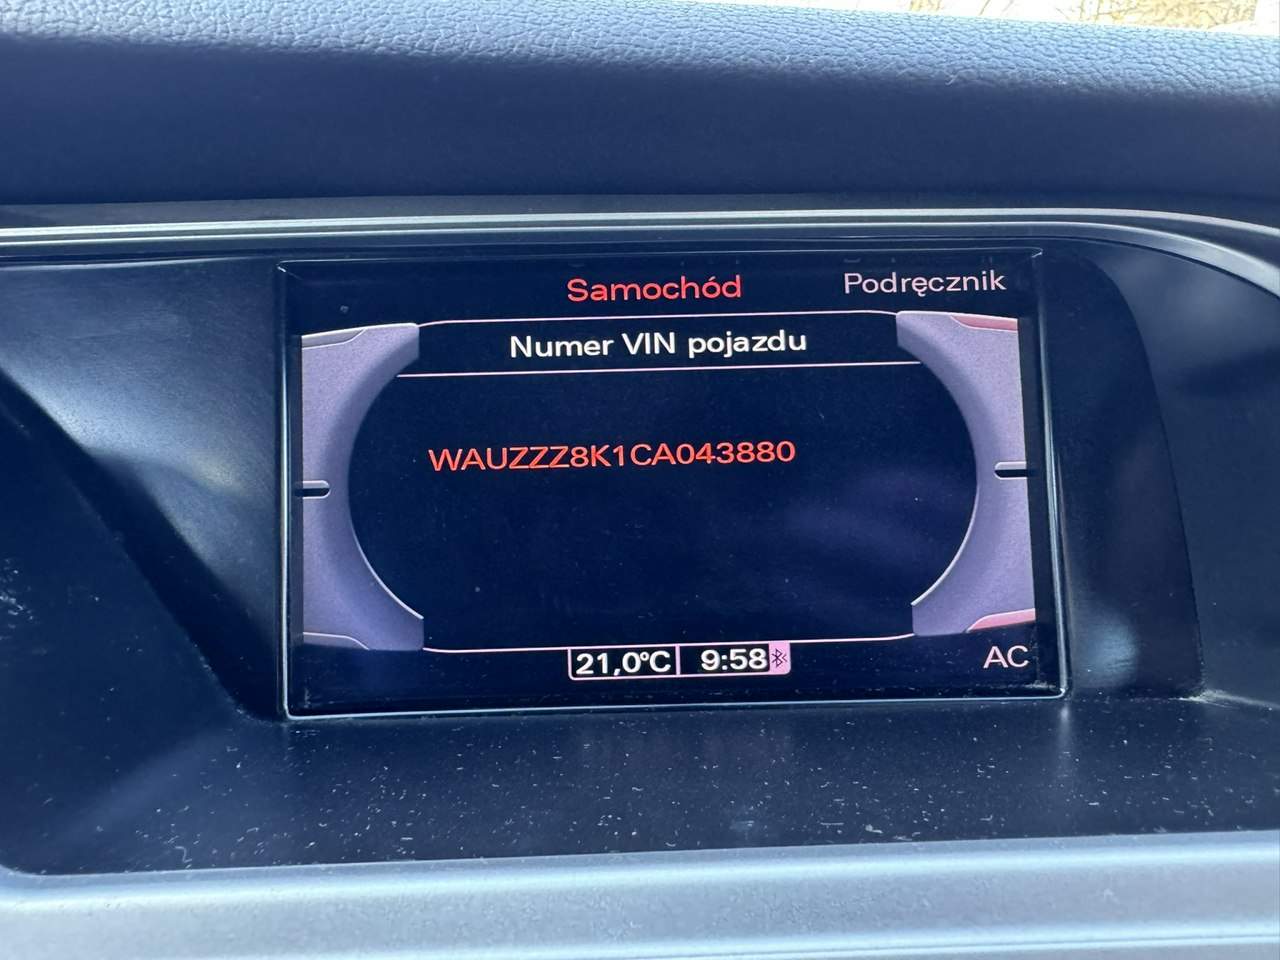 Samochód
Podręcznik
Numer VIN pojazdu
WAUZZZ8K1CA043880
21,0°C 9:58
AC